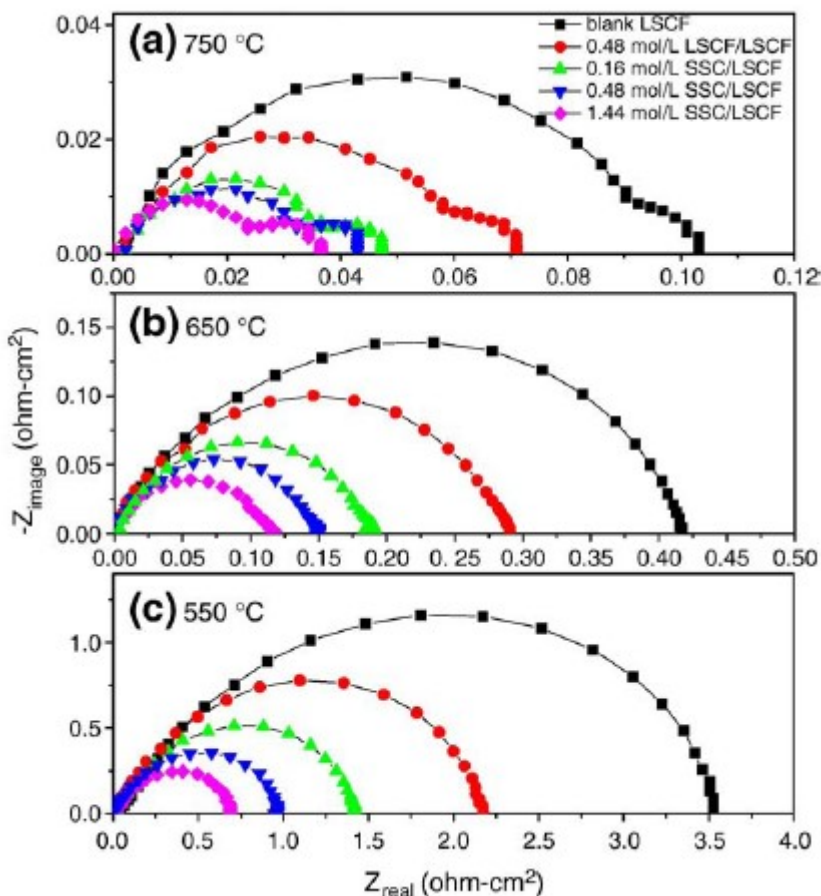 (a) 750 °C
blank LSCF
0.48 mol/L LSCF/LSCF
0.16 mol/L SSC/LSCF
0.48 mol/L SSC/LSCF
1.44 mol/L SSC/LSCF
0.04
0.02
0.00
0.00 0.02 0.04 0.06 0.08 0.10 0.12
(b) 650 °C
0.15
0.10
0.05
0.00
0.00 0.05 0.10 0.15 0.20 0.25 0.30 0.35 0.40 0.45 0.50
-Zimage (ohm-cm²)
(c) 550 °C
1.0
0.5
0.0
0.0 0.5 1.0 1.5 2.0 2.5 3.0 3.5 4.0
Zreal (ohm-cm²)